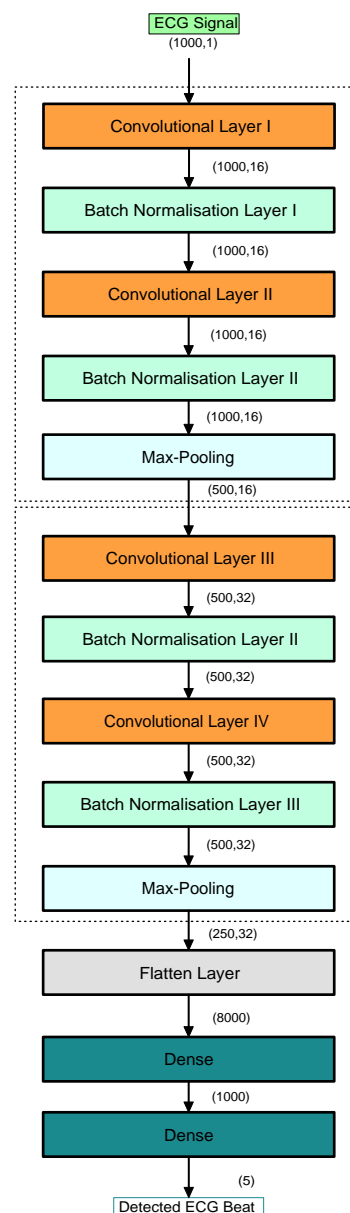 ECG Signal
(1000,1)
Convolutional Layer I
(1000,16)
Batch Normalisation Layer I
(1000,16)
Convolutional Layer II
(1000,16)
Batch Normalisation Layer II
(1000,16)
Max-Pooling
(500,16)
Convolutional Layer III
(500,32)
Batch Normalisation Layer II
(500,32)
Convolutional Layer IV
(500,32)
Batch Normalisation Layer III
(500,32)
Max-Pooling
(250,32)
Flatten Layer
(8000)
Dense
(1000)
Dense
(5)
Detected ECG Beat